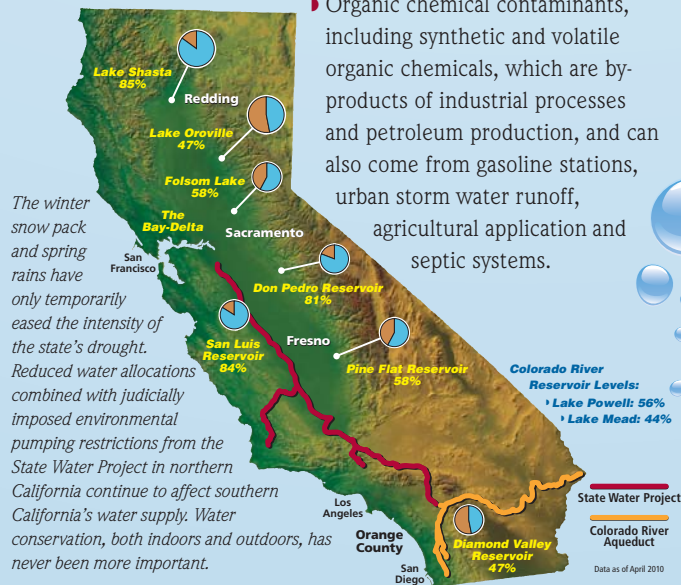 Organic chemical contaminants,
including synthetic and volatile
organic chemicals, which are by-
products of industrial processes
and petroleum production, and can
also come from gasoline stations,
urban storm water runoff,
agricultural application and
septic systems.
Lake Shasta
85%
Redding
Lake Oroville
47%
Folsom Lake
58%
The
Bay-Delta
Sacramento
San
Francisco
Don Pedro Reservoir
81%
San Luis
Reservoir
84%
Fresno
Pine Flat Reservoir
58%
The winter
snow pack
and spring
rains have
only temporarily
eased the intensity of
the state's drought.
Reduced water allocations
combined with judicially
imposed environmental
pumping restrictions from the
State Water Project in northern
California continue to affect southern
California's water supply. Water
conservation, both indoors and outdoors, has
never been more important.
Colorado River
Reservoir Levels:
Lake Powell: 56%
Lake Mead: 44%
State Water Project
Colorado River
Aqueduct
Los
Angeles
Orange
County
San
Diego
Diamond Valley
Reservoir
47%
Data as of April 2010